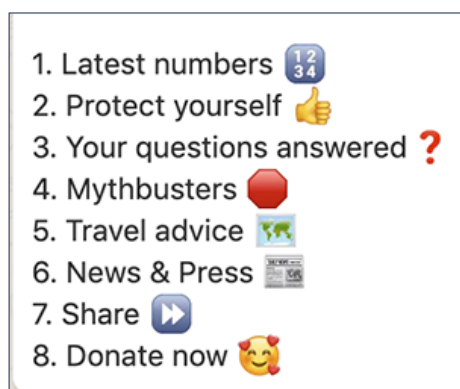 1. Latest numbers 🔢
2. Protect yourself 👍
3. Your questions answered ❓
4. Mythbusters 🛑
5. Travel advice 🗺️
6. News & Press 📰
7. Share ⏩
8. Donate now 🥰